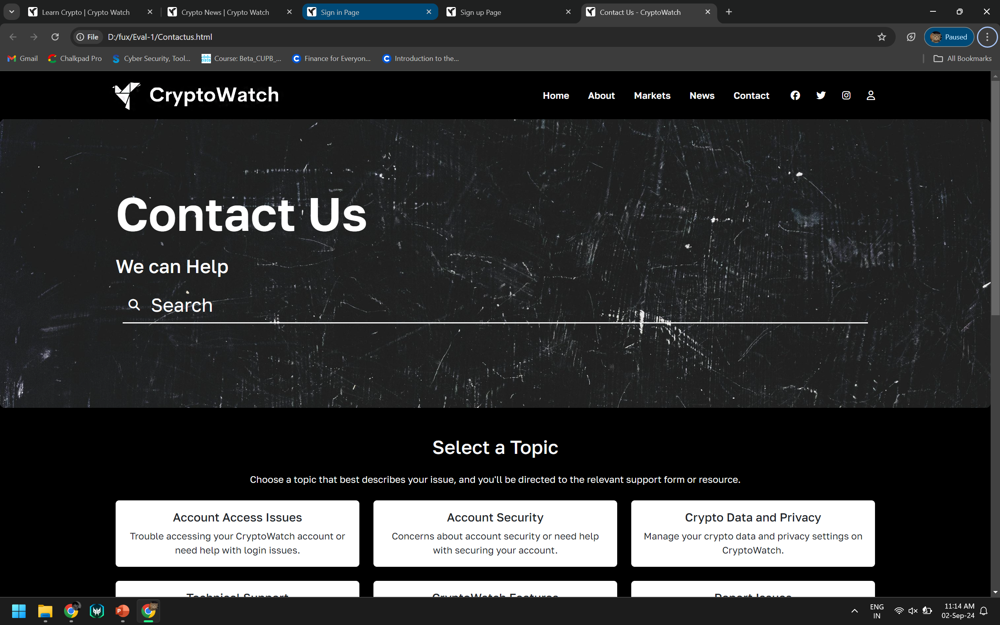 Learn Crypto | Crypto Watch
Crypto News | Crypto Watch
Sign in Page
Sign up Page
Contact Us - CryptoWatch
File D:/fux/Eval-1/Contactus.html
Paused
Gmail
Chalkpad Pro
Cyber Security, Tool...
Course: Beta_CUPB_...
Finance for Everyon...
Introduction to the...
All Bookmarks
CryptoWatch
Home About Markets News Contact
Contact Us
We can Help
Search
Select a Topic
Choose a topic that best describes your issue, and you'll be directed to the relevant support form or resource.
Account Access Issues
Trouble accessing your CryptoWatch account or
need help with login issues.
Account Security
Concerns about account security or need help
with securing your account.
Crypto Data and Privacy
Manage your crypto data and privacy settings on
CryptoWatch.
Technical Support
CryptoWatch Features
Report Issues
ENG
IN
11:14 AM
02-Sep-24